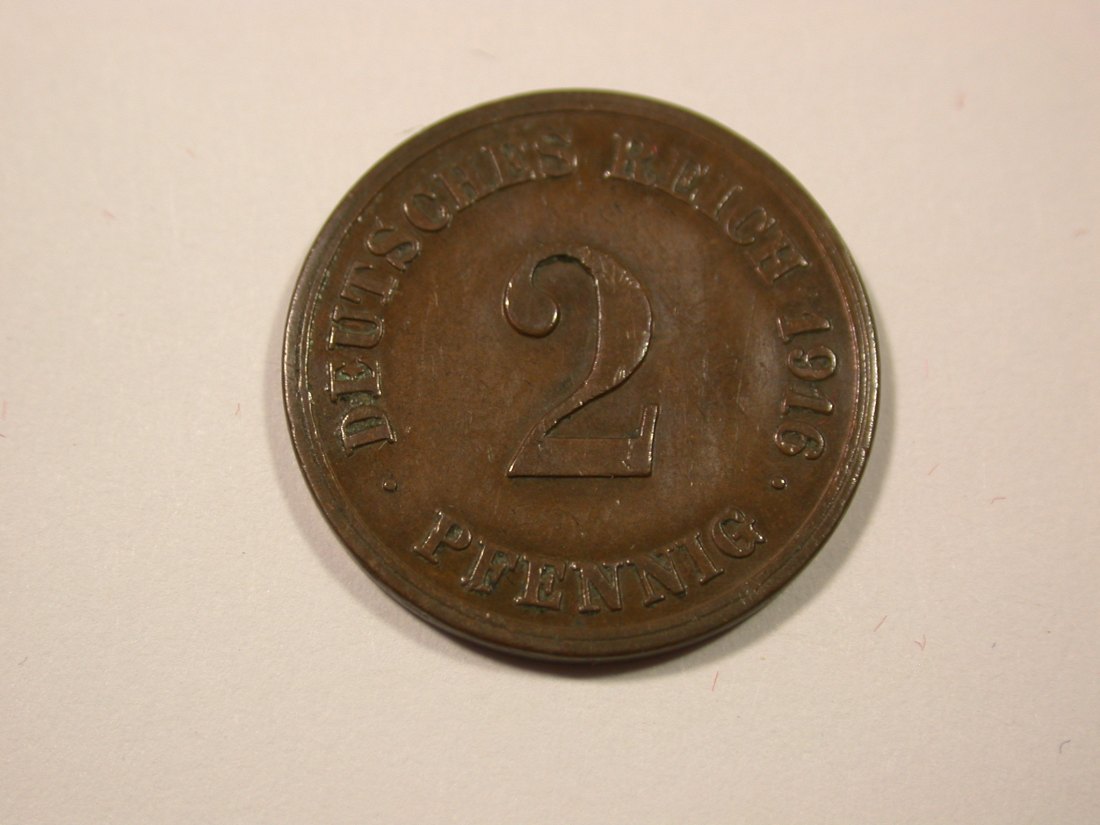 DEUTSCHES REICH 1916
2
PFENNIG